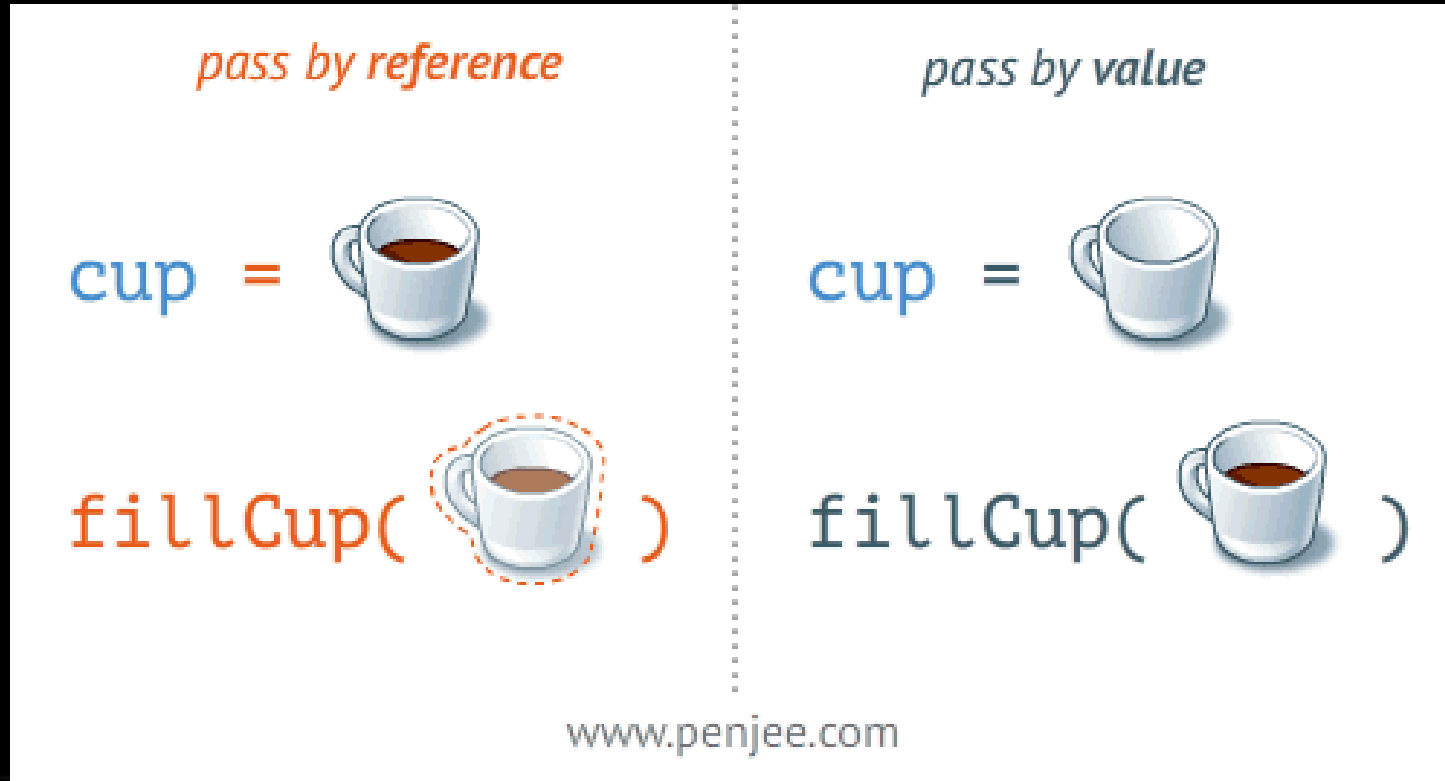 pass by reference
cup =
fillCup( )
pass by value
cup =
fillCup( )
www.penjee.com